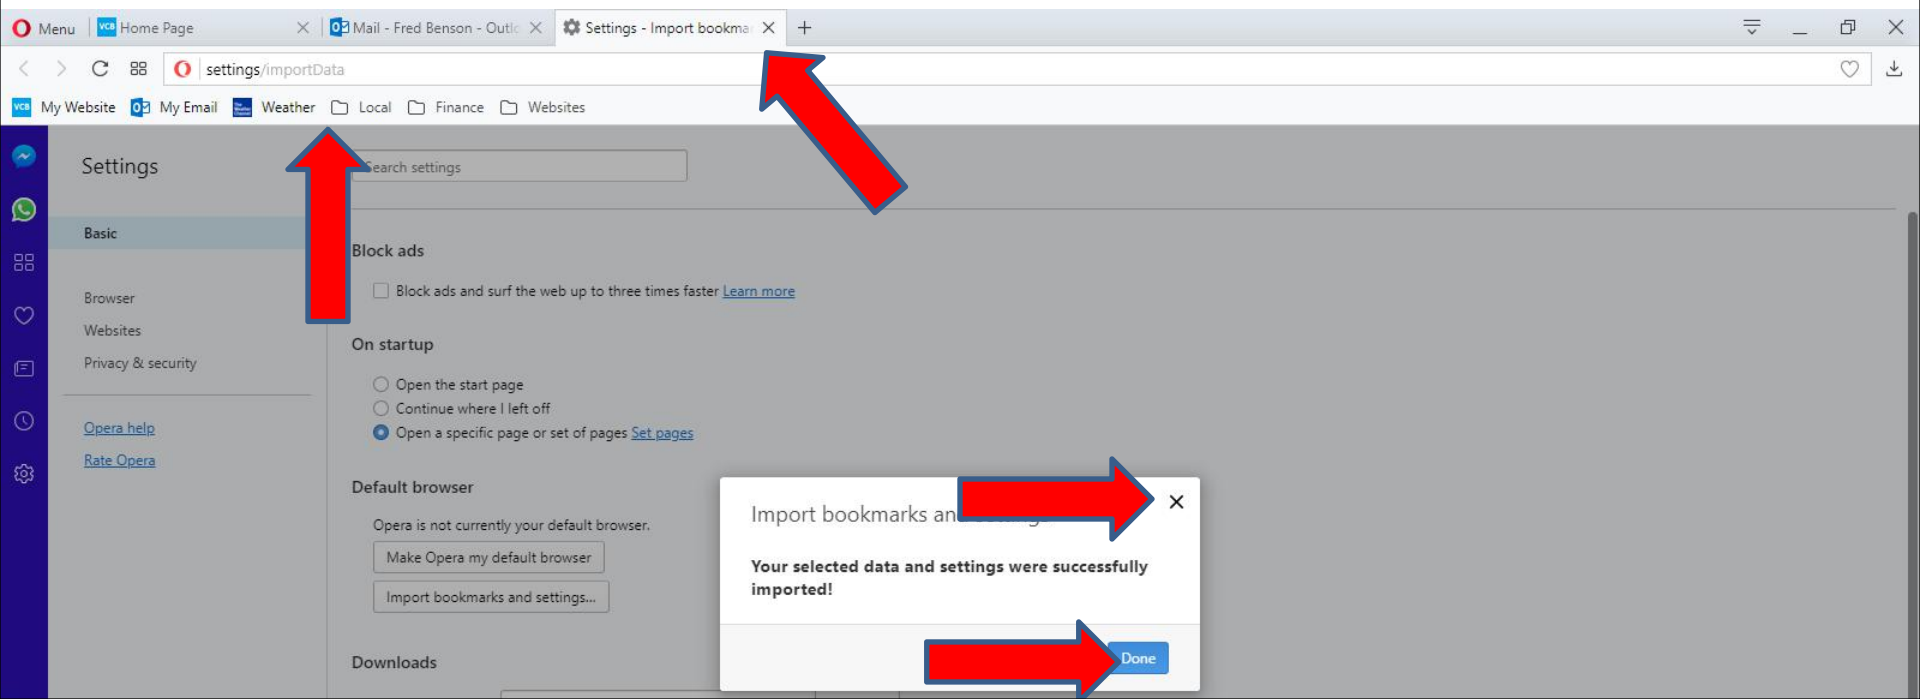 Menu VCB Home Page Mail - Fred Benson - Outlo Settings - Import bookma
settings/importData
VCB My Website My Email Weather Local Finance Websites
Settings
Search settings
Basic
Browser
Websites
Privacy & security
Opera help
Rate Opera
Block ads
Block ads and surf the web up to three times faster Learn more
On startup
Open the start page
Continue where I left off
Open a specific page or set of pages Set pages
Default browser
Opera is not currently your default browser.
Make Opera my default browser
Import bookmarks and settings...
Downloads
Import bookmarks
Your selected data and settings were successfully
imported!
Done